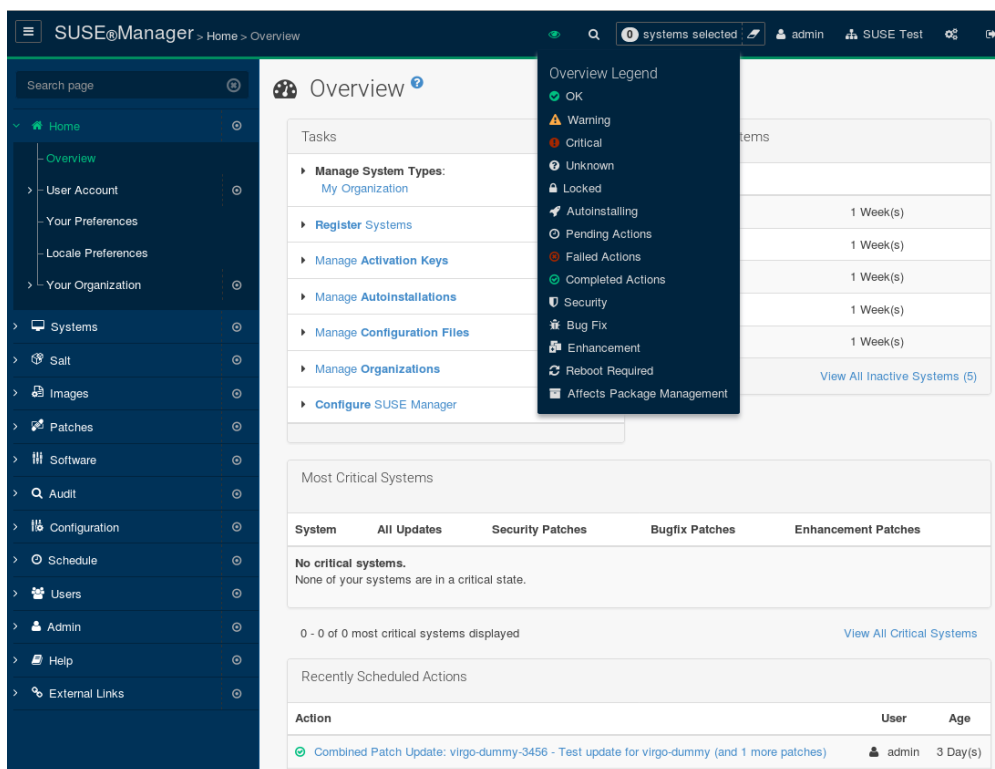 SUSE®Manager > Home > Overview
0 systems selected
admin
SUSE Test
Search page
Home
Overview
User Account
Your Preferences
Locale Preferences
Your Organization
Systems
Salt
Images
Patches
Software
Audit
Configuration
Schedule
Users
Admin
Help
External Links
Overview
Overview Legend
OK
Warning
Critical
Unknown
Locked
Autoinstalling
Pending Actions
Failed Actions
Completed Actions
Security
Bug Fix
Enhancement
Reboot Required
Affects Package Management
Tasks
Manage System Types:
My Organization
Register Systems
Manage Activation Keys
Manage Autoinstallations
Manage Configuration Files
Manage Organizations
Configure SUSE Manager
1 Week(s)
1 Week(s)
1 Week(s)
1 Week(s)
1 Week(s)
View All Inactive Systems (5)
Most Critical Systems
System All Updates Security Patches Bugfix Patches Enhancement Patches
No critical systems.
None of your systems are in a critical state.
0 - 0 of 0 most critical systems displayed
View All Critical Systems
Recently Scheduled Actions
Action User Age
Combined Patch Update: virgo-dummy-3456 - Test update for virgo-dummy (and 1 more patches) admin 3 Day(s)